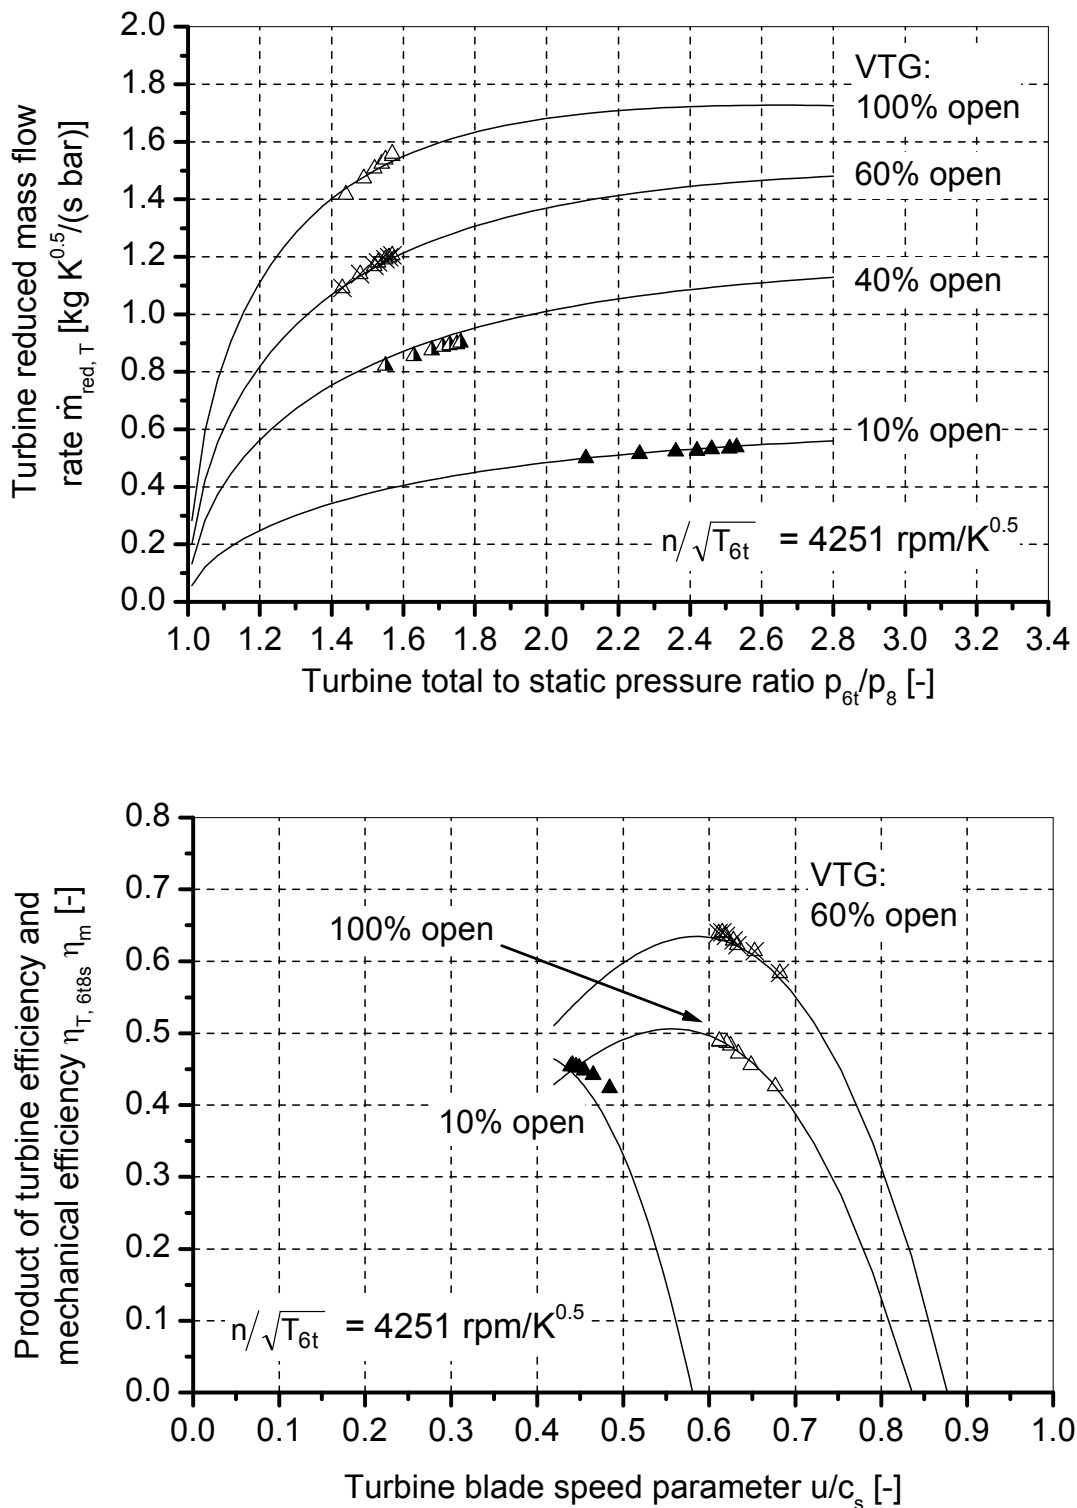 Turbine reduced mass flow
rate ṁred, T [kg K0.5/(s bar)]
2.0
1.8
1.6
1.4
1.2
1.0
0.8
0.6
0.4
0.2
0.0
VTG:
100% open
60% open
40% open
10% open
n/√T6t = 4251 rpm/K0.5
1.0 1.2 1.4 1.6 1.8 2.0 2.2 2.4 2.6 2.8 3.0 3.2 3.4
Turbine total to static pressure ratio p6t/p8 [-]
Product of turbine efficiency and
mechanical efficiency ηT, 6t8s ηm [-]
0.8
0.7
0.6
0.5
0.4
0.3
0.2
0.1
0.0
VTG:
60% open
100% open
10% open
n/√T6t = 4251 rpm/K0.5
0.0 0.1 0.2 0.3 0.4 0.5 0.6 0.7 0.8 0.9 1.0
Turbine blade speed parameter u/cs [-]